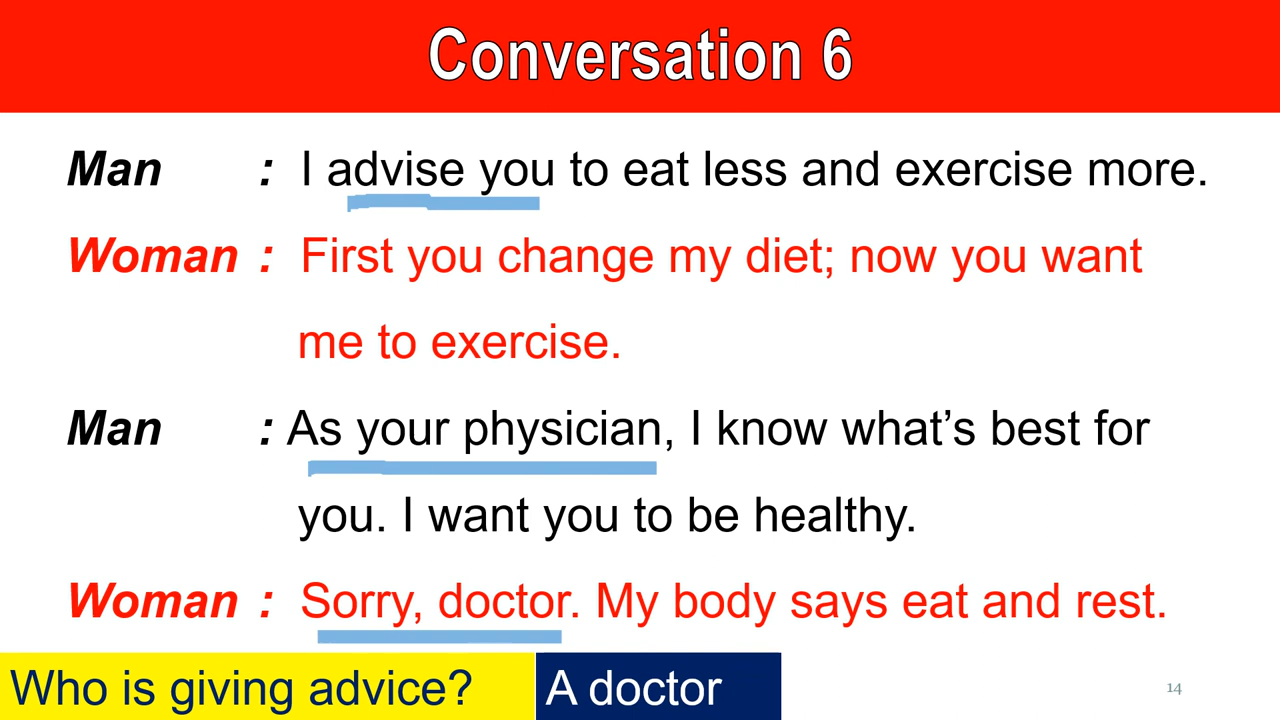 Conversation 6
Man : I advise you to eat less and exercise more.
Woman : First you change my diet; now you want
me to exercise.
Man : As your physician, I know what’s best for
you. I want you to be healthy.
Woman : Sorry, doctor. My body says eat and rest.
Who is giving advice? A doctor
14